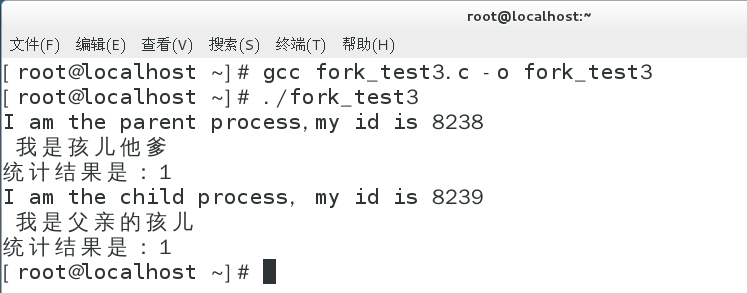 root@localhost:~
文件(F) 编辑(E) 查看(V) 搜索(S) 终端(T) 帮助(H)
[root@localhost ~]# gcc fork_test3.c -o fork_test3
[root@localhost ~]# ./fork_test3
I am the parent process,my id is 8238
我是孩儿他爹
统计结果是：1
I am the child process, my id is 8239
我是父亲的孩儿
统计结果是：1
[root@localhost ~]#